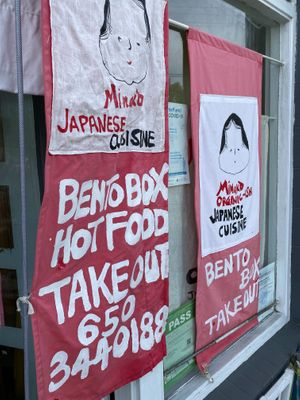 Minako
JAPANESE
CUISINE
BENTO BOX
HOT FOOD
TAKE OUT
650
3440188
MINAKO
ORGANIC-ISH
JAPANESE
CUISINE
BENTO
BOX
TAKE OUT
PASS